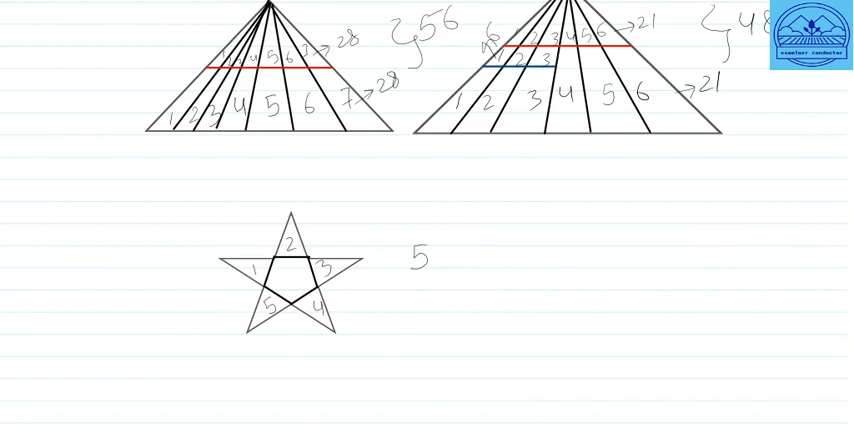 1 2 3 4 5 6 7 → 28 } 56
1 2 3 4 5 6 7 → 28
1 2 3 4 5 6 → 21 } 48
6 1 2 3
1 2 3 4 5 6 → 21
examiner conductor
2
1 3
5 4
5